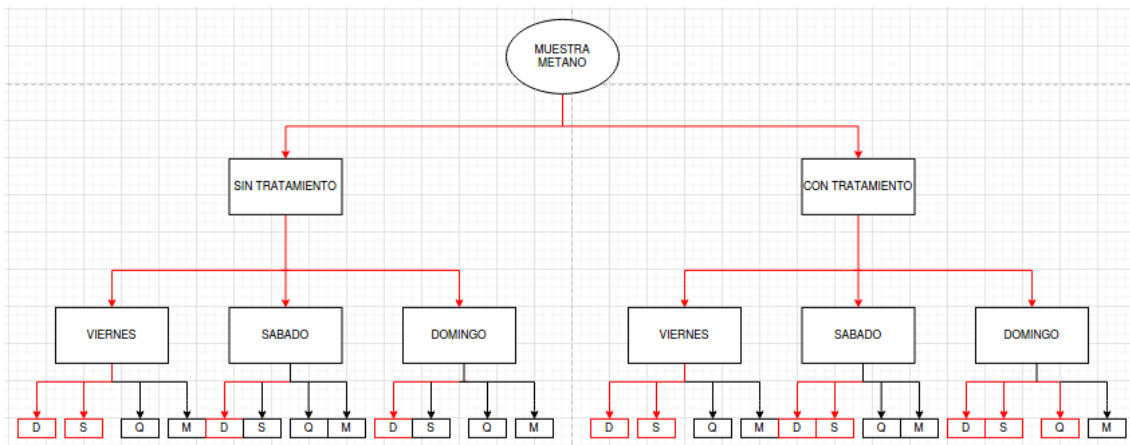 MUESTRA
METANO
SIN TRATAMIENTO
CON TRATAMIENTO
VIERNES
SABADO
DOMINGO
VIERNES
SABADO
DOMINGO
D S Q M D S Q M D S Q M D S Q M D S Q M D S Q M